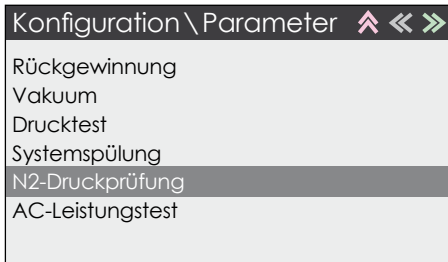 Konfiguration\Parameter
Rückgewinnung
Vakuum
Drucktest
Systemspülung
N2-Druckprüfung
AC-Leistungstest